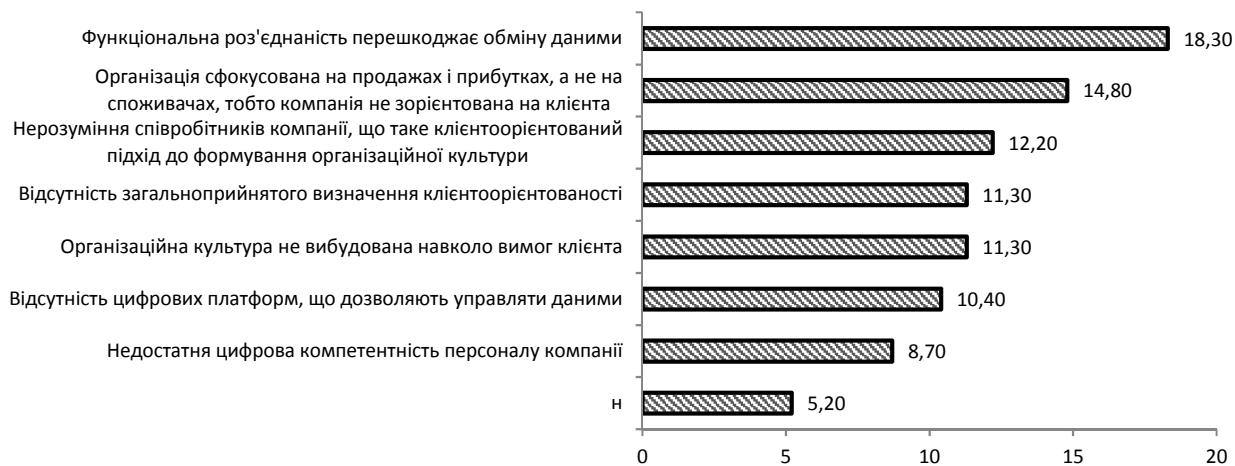 Функціональна роз'єднаність перешкоджає обміну даними
18,30
Організація сфокусована на продажах і прибутках, а не на
споживачах, тобто компанія не зорієнтована на клієнта
14,80
Нерозуміння співробітників компанії, що таке клієнтоорієнтований
підхід до формування організаційної культури
12,20
Відсутність загальноприйнятого визначення клієнтоорієнтованості
11,30
Організаційна культура не вибудована навколо вимог клієнта
11,30
Відсутність цифрових платформ, що дозволяють управляти даними
10,40
Недостатня цифрова компетентність персоналу компанії
8,70
н
5,20
0 5 10 15 20